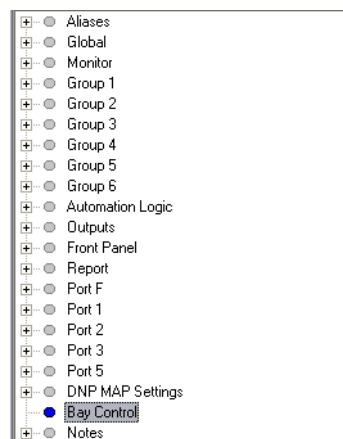 Aliases
Global
Monitor
Group 1
Group 2
Group 3
Group 4
Group 5
Group 6
Automation Logic
Outputs
Front Panel
Report
Port F
Port 1
Port 2
Port 3
Port 5
DNP MAP Settings
Bay Control
Notes